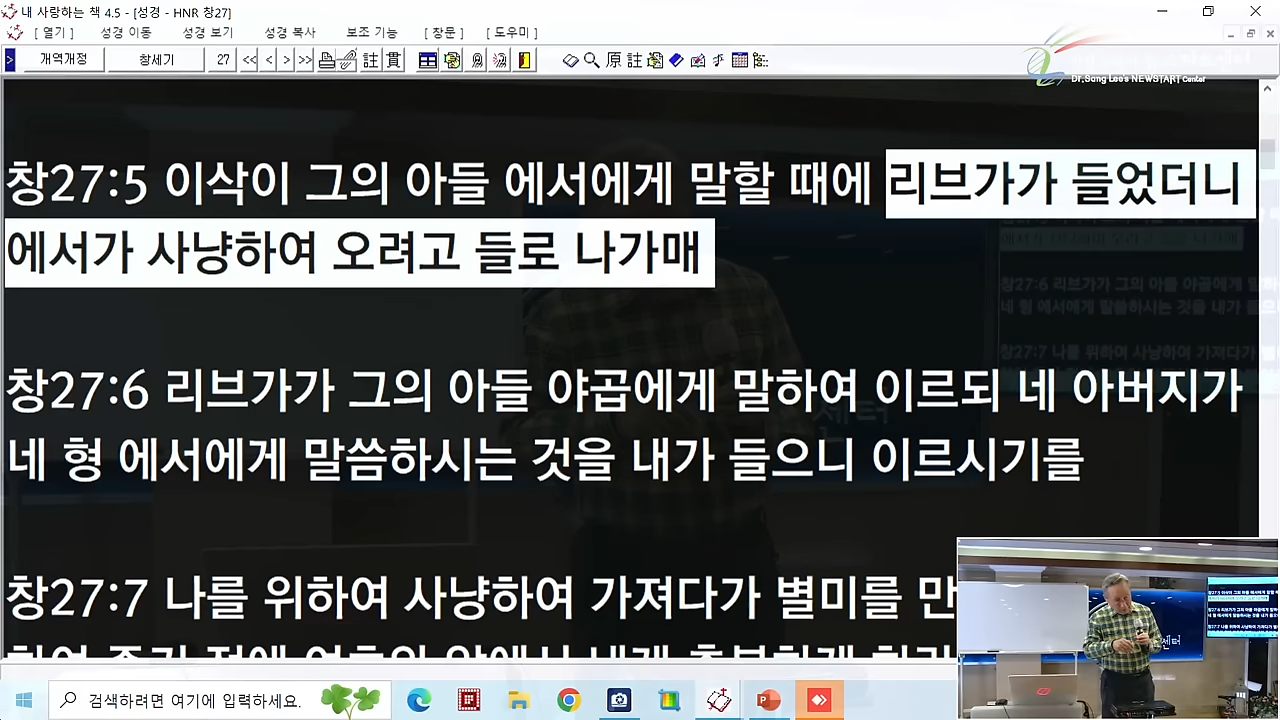 내 사랑하는 책 4.5 - [성경 - HNR 창27]
[ 열기 ] 성경 이동 성경 보기 성경 복사 보조 기능 [ 창문 ] [ 도우미 ]
> 개역개정 창세기 27 << < > >> 註 貫 原 註
Dr.Sang Lee's NEWSTART Center
창27:5 이삭이 그의 아들 에서에게 말할 때에 리브가가 들었더니
에서가 사냥하여 오려고 들로 나가매
창27:6 리브가가 그의 아들 야곱에게 말하여 이르되 네 아버지가
네 형 에서에게 말씀하시는 것을 내가 들으니 이르시기를
창27:7 나를 위하여 사냥하여 가져다가 별미를 만
검색하려면 여기에 입력하세요.